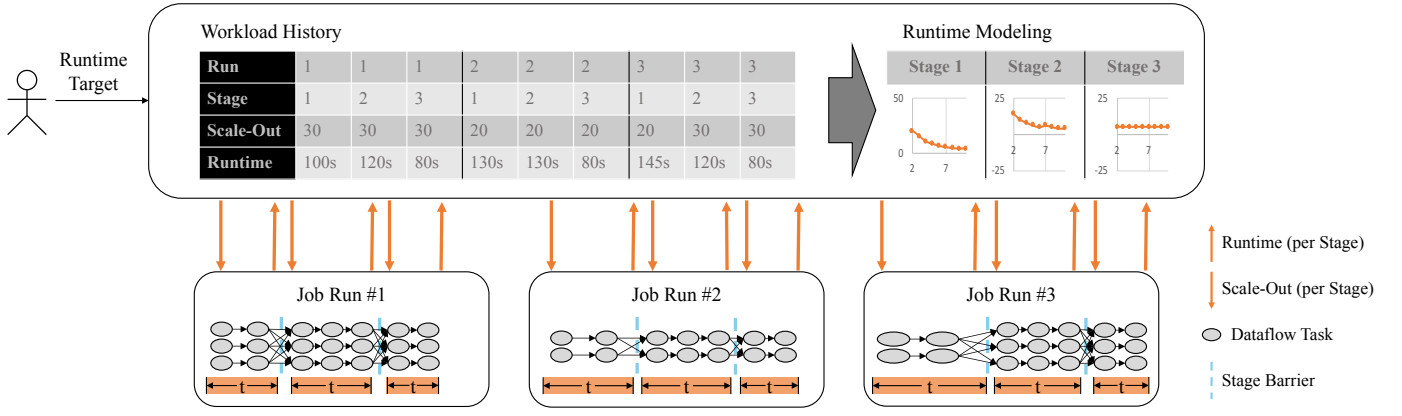 Runtime
Target
Workload History
Run 1 1 1 2 2 2 3 3 3
Stage 1 2 3 1 2 3 1 2 3
Scale-Out 30 30 30 20 20 20 20 30 30
Runtime 100s 120s 80s 130s 130s 80s 145s 120s 80s
Runtime Modeling
Stage 1 Stage 2 Stage 3
50 25 25
0
2 7 2 7 2 7
-25 -25
Job Run #1
t t t
Job Run #2
t t t
Job Run #3
t t t
Runtime (per Stage)
Scale-Out (per Stage)
Dataflow Task
Stage Barrier